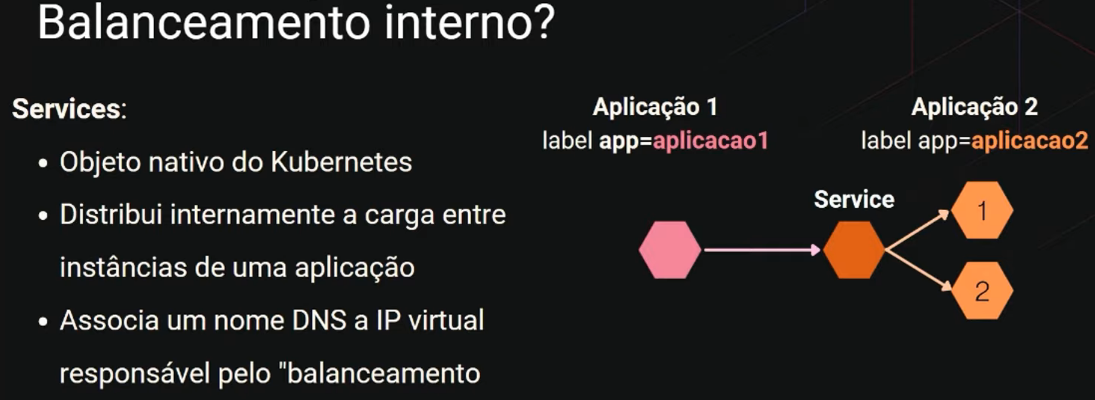 Balanceamento interno?
Services:
• Objeto nativo do Kubernetes
• Distribui internamente a carga entre
instâncias de uma aplicação
• Associa um nome DNS a IP virtual
responsável pelo "balanceamento
Aplicação 1
label app=aplicacao1
Aplicação 2
label app=aplicacao2
Service
1
2